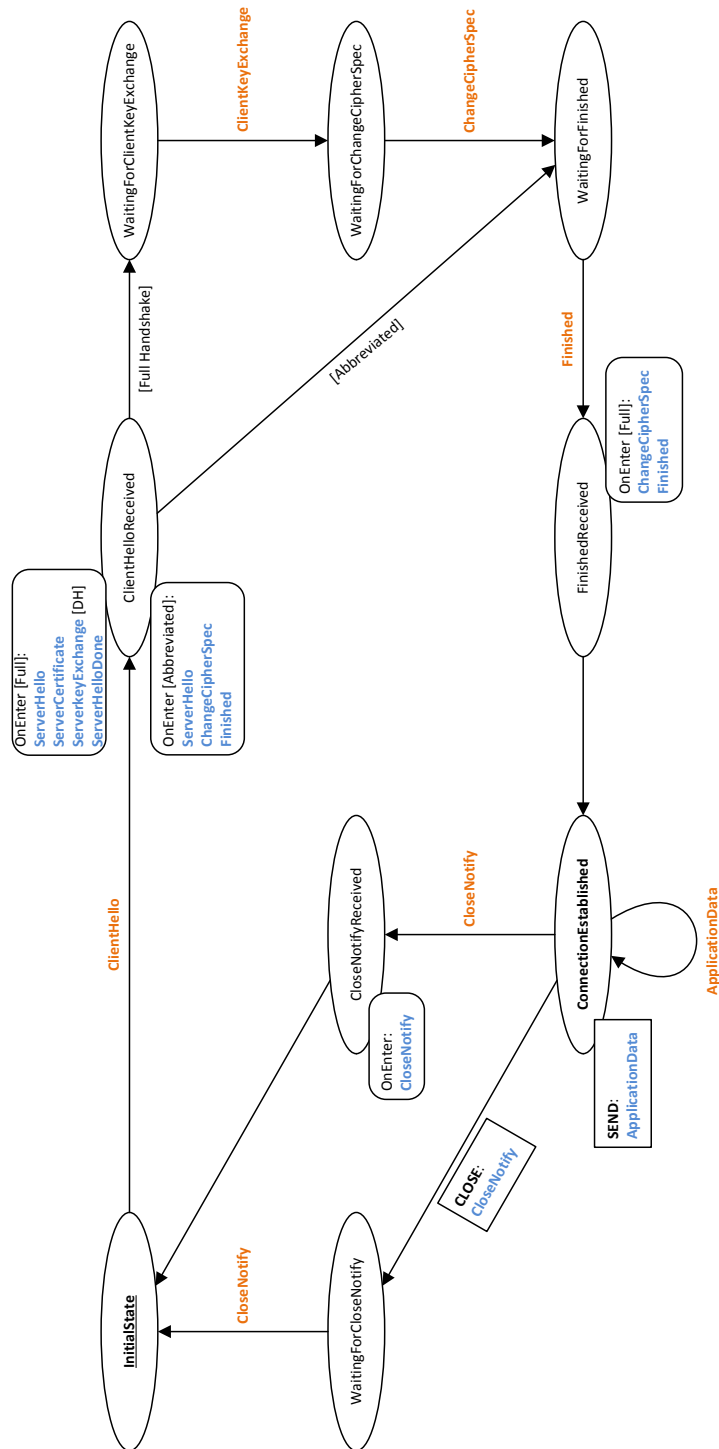 InitialState
ClientHello
OnEnter [Full]:
ServerHello
ServerCertificate
ServerkeyExchange [DH]
ServerHelloDone
ClientHelloReceived
OnEnter [Abbreviated]:
ServerHello
ChangeCipherSpec
Finished
[Full Handshake]
WaitingForClientKeyExchange
ClientKeyExchange
WaitingForChangeCipherSpec
ChangeCipherSpec
[Abbreviated]
WaitingForFinished
Finished
OnEnter [Full]:
ChangeCipherSpec
Finished
FinishedReceived
ConnectionEstablished
SEND:
ApplicationData
ApplicationData
CloseNotify
CloseNotifyReceived
OnEnter:
CloseNotify
CLOSE:
CloseNotify
WaitingForCloseNotify
CloseNotify